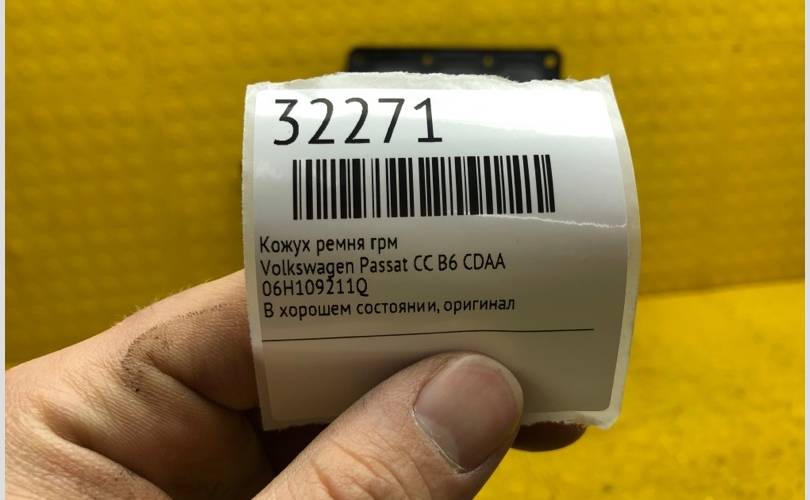 32271
Кожух ремня грм
Volkswagen Passat CC B6 CDAA
06H109211Q
В хорошем состоянии, оригинал